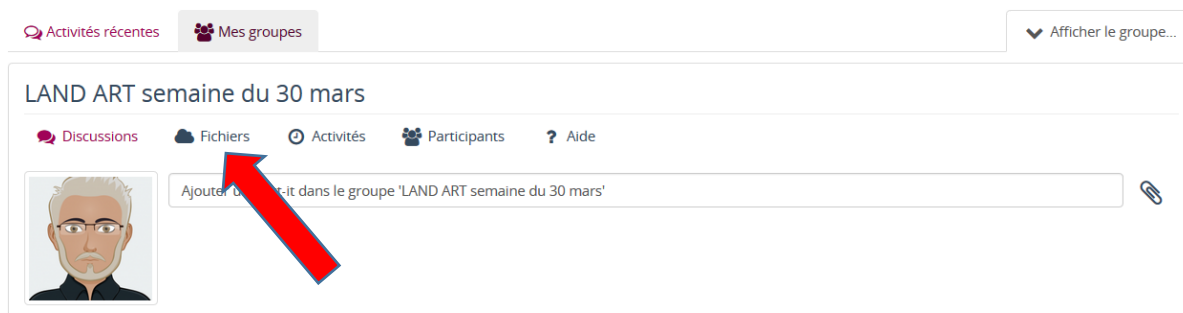 Activités récentes Mes groupes Afficher le groupe...
LAND ART semaine du 30 mars
Discussions Fichiers Activités Participants ? Aide
Ajouter t-it dans le groupe 'LAND ART semaine du 30 mars'